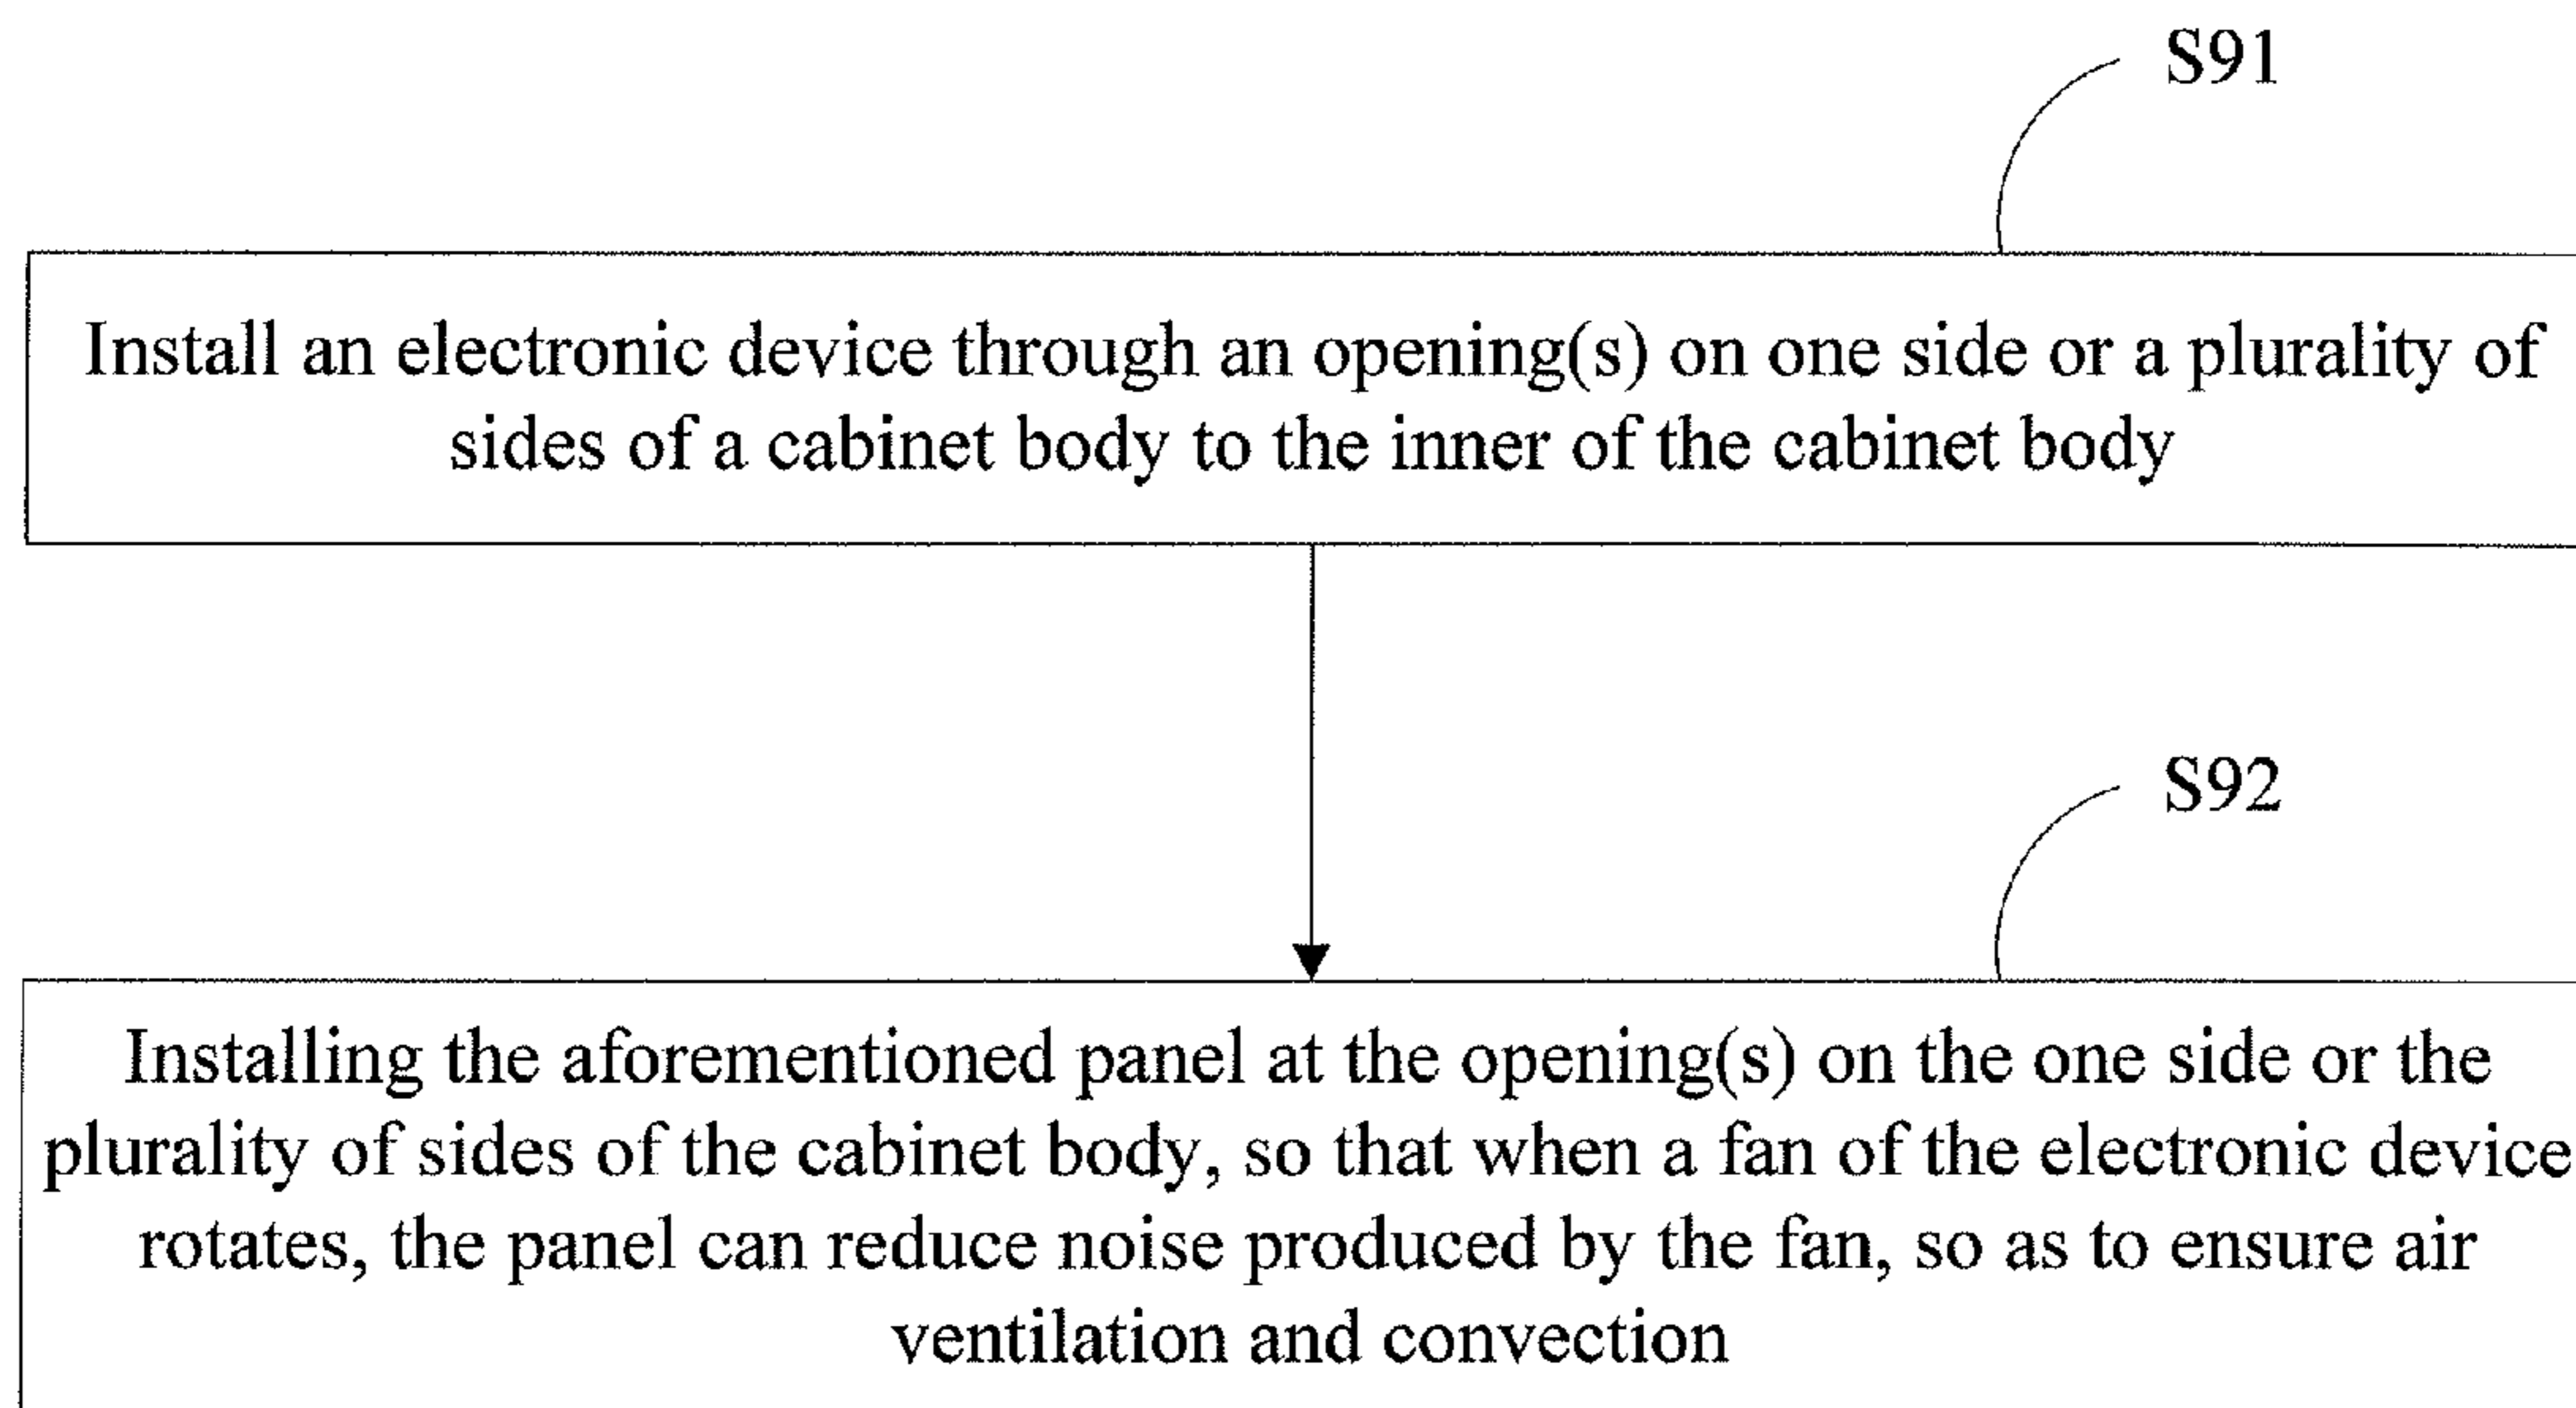 S91
Install an electronic device through an opening(s) on one side or a plurality of
sides of a cabinet body to the inner of the cabinet body
S92
Installing the aforementioned panel at the opening(s) on the one side or the
plurality of sides of the cabinet body, so that when a fan of the electronic device
rotates, the panel can reduce noise produced by the fan, so as to ensure air
ventilation and convection